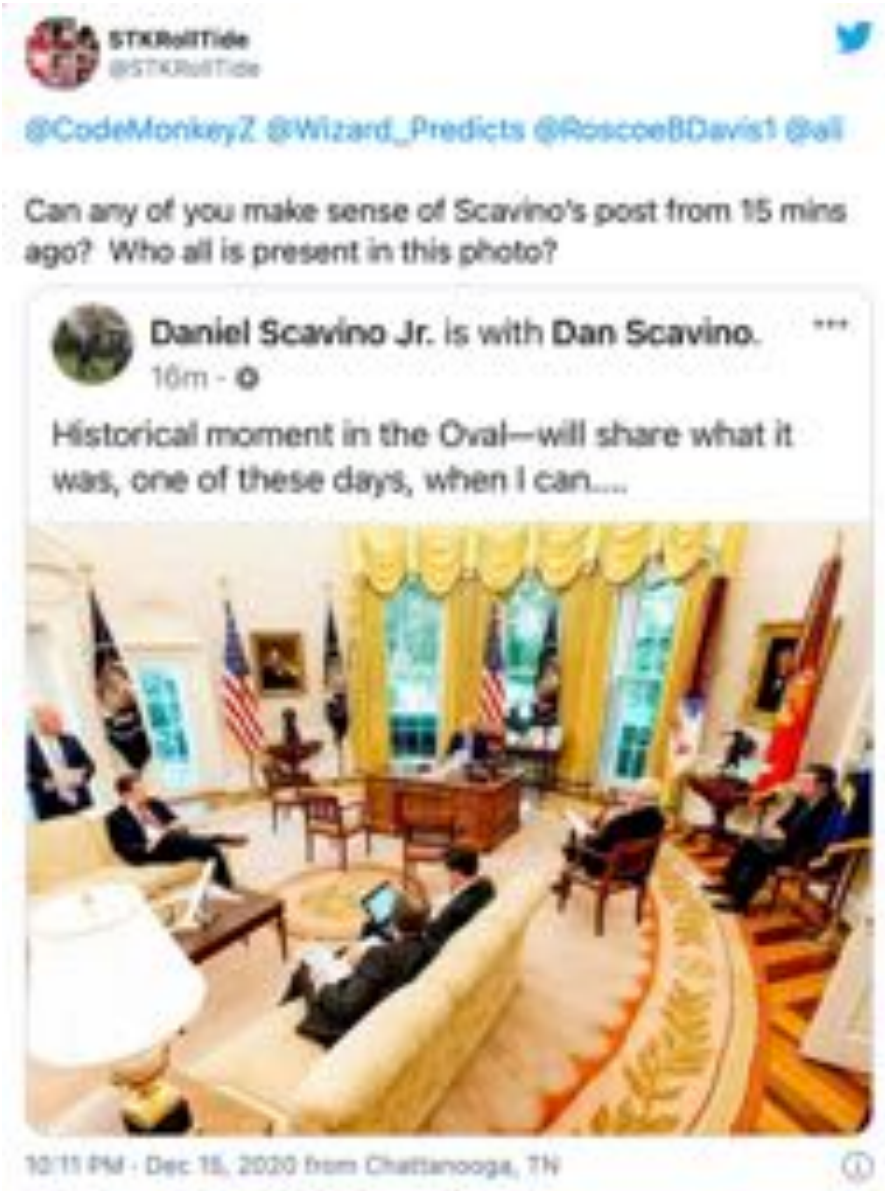 STKRollTide
@STKRollTide
@CodeMonkeyZ @Wizard_Predicts @RoscoeBDavis1 @ali
Can any of you make sense of Scavino's post from 15 mins
ago? Who all is present in this photo?
Daniel Scavino Jr. is with Dan Scavino.
16m ·
Historical moment in the Oval—will share what it
was, one of these days, when I can....
10:11 PM · Dec 15, 2020 from Chattanooga, TN